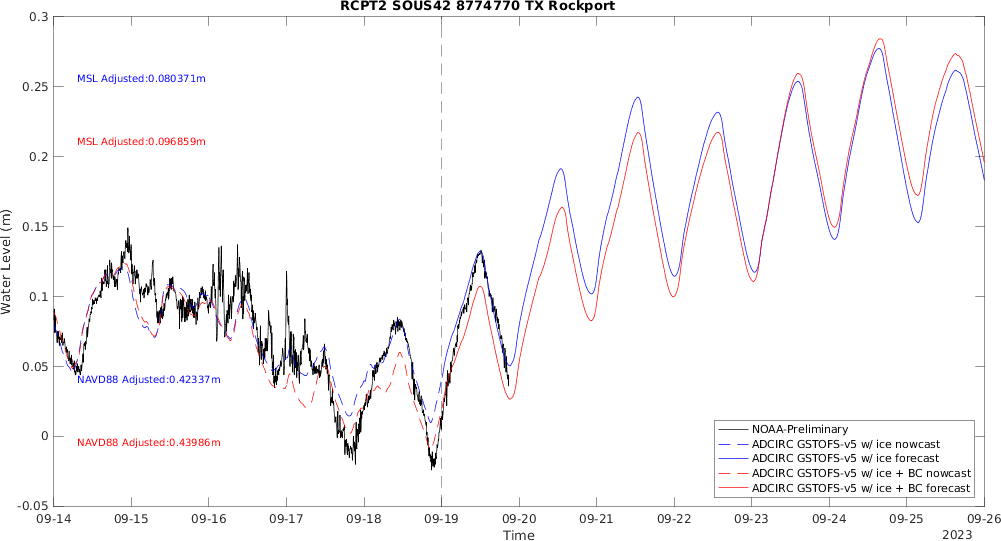 RCPT2 SOUS42 8774770 TX Rockport
0.3
0.25
0.2
0.15
0.1
0.05
0
-0.05
Water Level (m)
MSL Adjusted:0.080371m
MSL Adjusted:0.096859m
NAVD88 Adjusted:0.42337m
NAVD88 Adjusted:0.43986m
NOAA-Preliminary
ADCIRC GSTOFS-v5 w/ ice nowcast
ADCIRC GSTOFS-v5 w/ ice forecast
ADCIRC GSTOFS-v5 w/ ice + BC nowcast
ADCIRC GSTOFS-v5 w/ ice + BC forecast
09-14 09-15 09-16 09-17 09-18 09-19 09-20 09-21 09-22 09-23 09-24 09-25 09-26
Time
2023